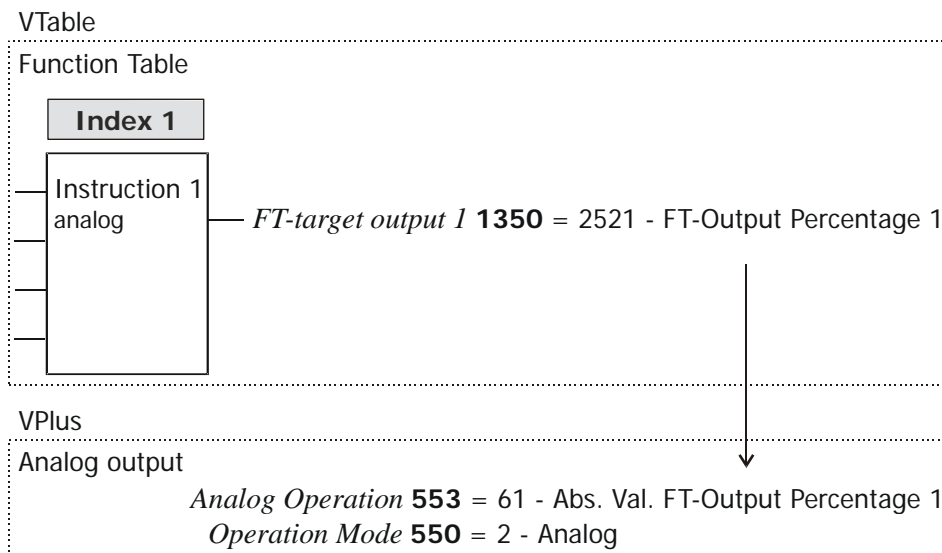 VTable
Function Table
Index 1
Instruction 1
analog
FT-target output 1 1350 = 2521 - FT-Output Percentage 1
VPlus
Analog output
Analog Operation 553 = 61 - Abs. Val. FT-Output Percentage 1
Operation Mode 550 = 2 - Analog